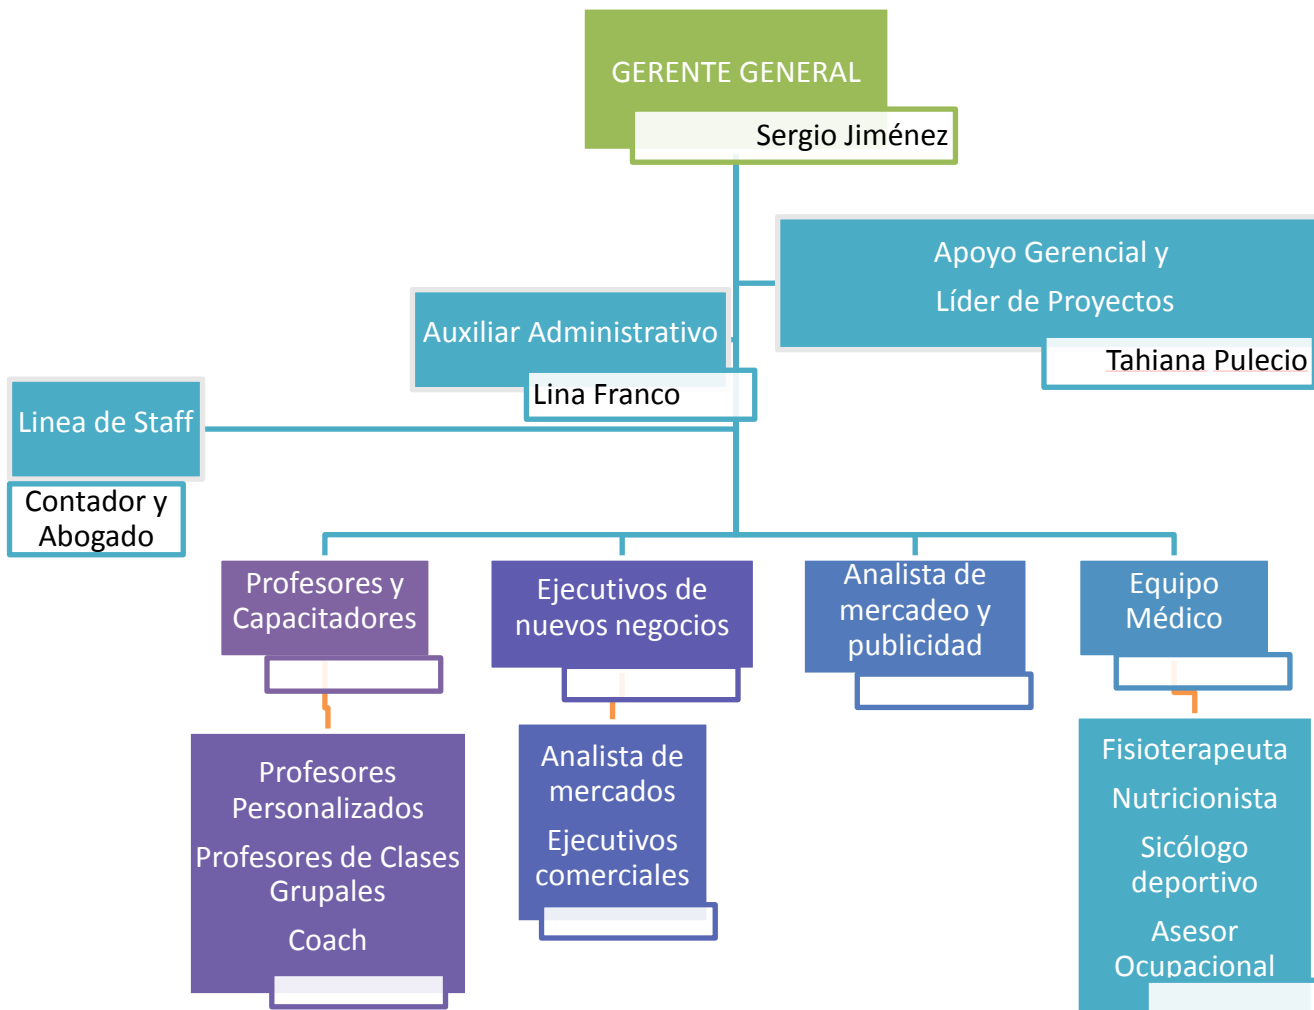 GERENTE GENERAL
Sergio Jiménez
Apoyo Gerencial y
Líder de Proyectos
Tahiana Pulecio
Auxiliar Administrativo
Lina Franco
Linea de Staff
Contador y
Abogado
Profesores y
Capacitadores
Ejecutivos de
nuevos negocios
Analista de
mercadeo y
publicidad
Equipo
Médico
Profesores
Personalizados
Profesores de Clases
Grupales
Coach
Analista de
mercados
Ejecutivos
comerciales
Fisioterapeuta
Nutricionista
Sicólogo
deportivo
Asesor
Ocupacional